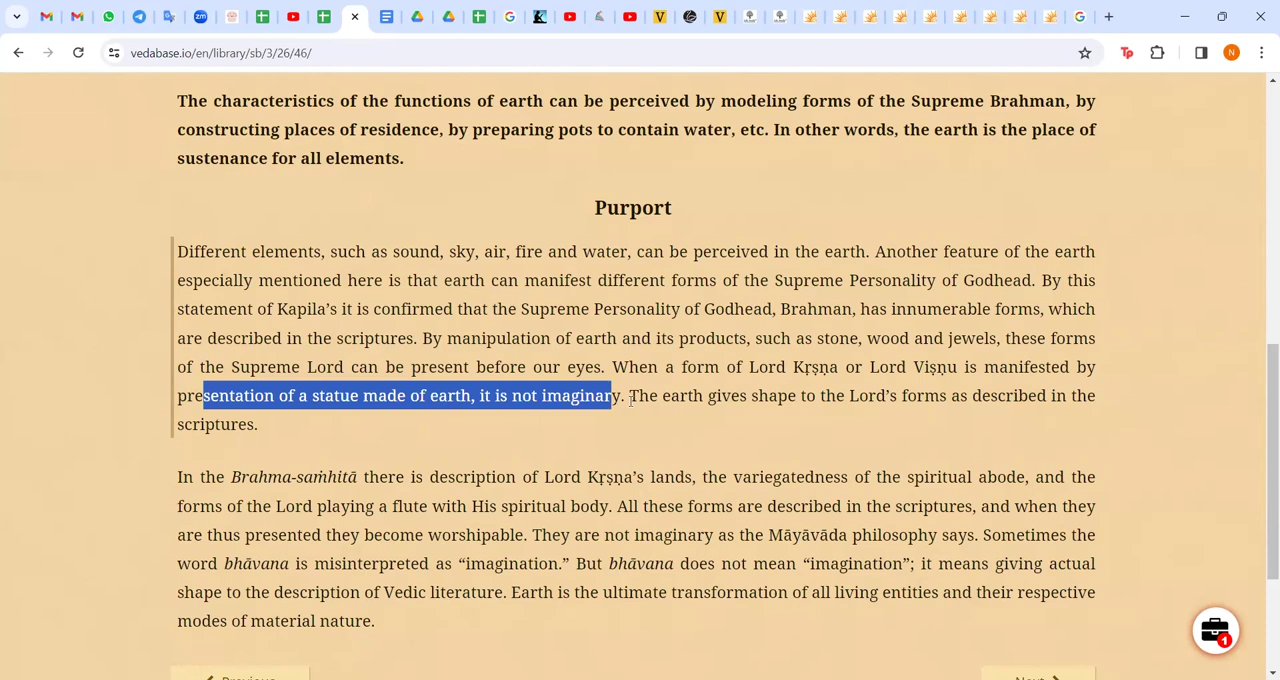 vedabase.io/en/library/sb/3/26/46/
The characteristics of the functions of earth can be perceived by modeling forms of the Supreme Brahman, by
constructing places of residence, by preparing pots to contain water, etc. In other words, the earth is the place of
sustenance for all elements.
Purport
Different elements, such as sound, sky, air, fire and water, can be perceived in the earth. Another feature of the earth
especially mentioned here is that earth can manifest different forms of the Supreme Personality of Godhead. By this
statement of Kapila’s it is confirmed that the Supreme Personality of Godhead, Brahman, has innumerable forms, which
are described in the scriptures. By manipulation of earth and its products, such as stone, wood and jewels, these forms
of the Supreme Lord can be present before our eyes. When a form of Lord Kṛṣṇa or Lord Viṣṇu is manifested by
presentation of a statue made of earth, it is not imaginary. The earth gives shape to the Lord’s forms as described in the
scriptures.
In the Brahma-saṁhitā there is description of Lord Kṛṣṇa’s lands, the variegatedness of the spiritual abode, and the
forms of the Lord playing a flute with His spiritual body. All these forms are described in the scriptures, and when they
are thus presented they become worshipable. They are not imaginary as the Māyāvāda philosophy says. Sometimes the
word bhāvana is misinterpreted as “imagination.” But bhāvana does not mean “imagination”; it means giving actual
shape to the description of Vedic literature. Earth is the ultimate transformation of all living entities and their respective
modes of material nature.
1